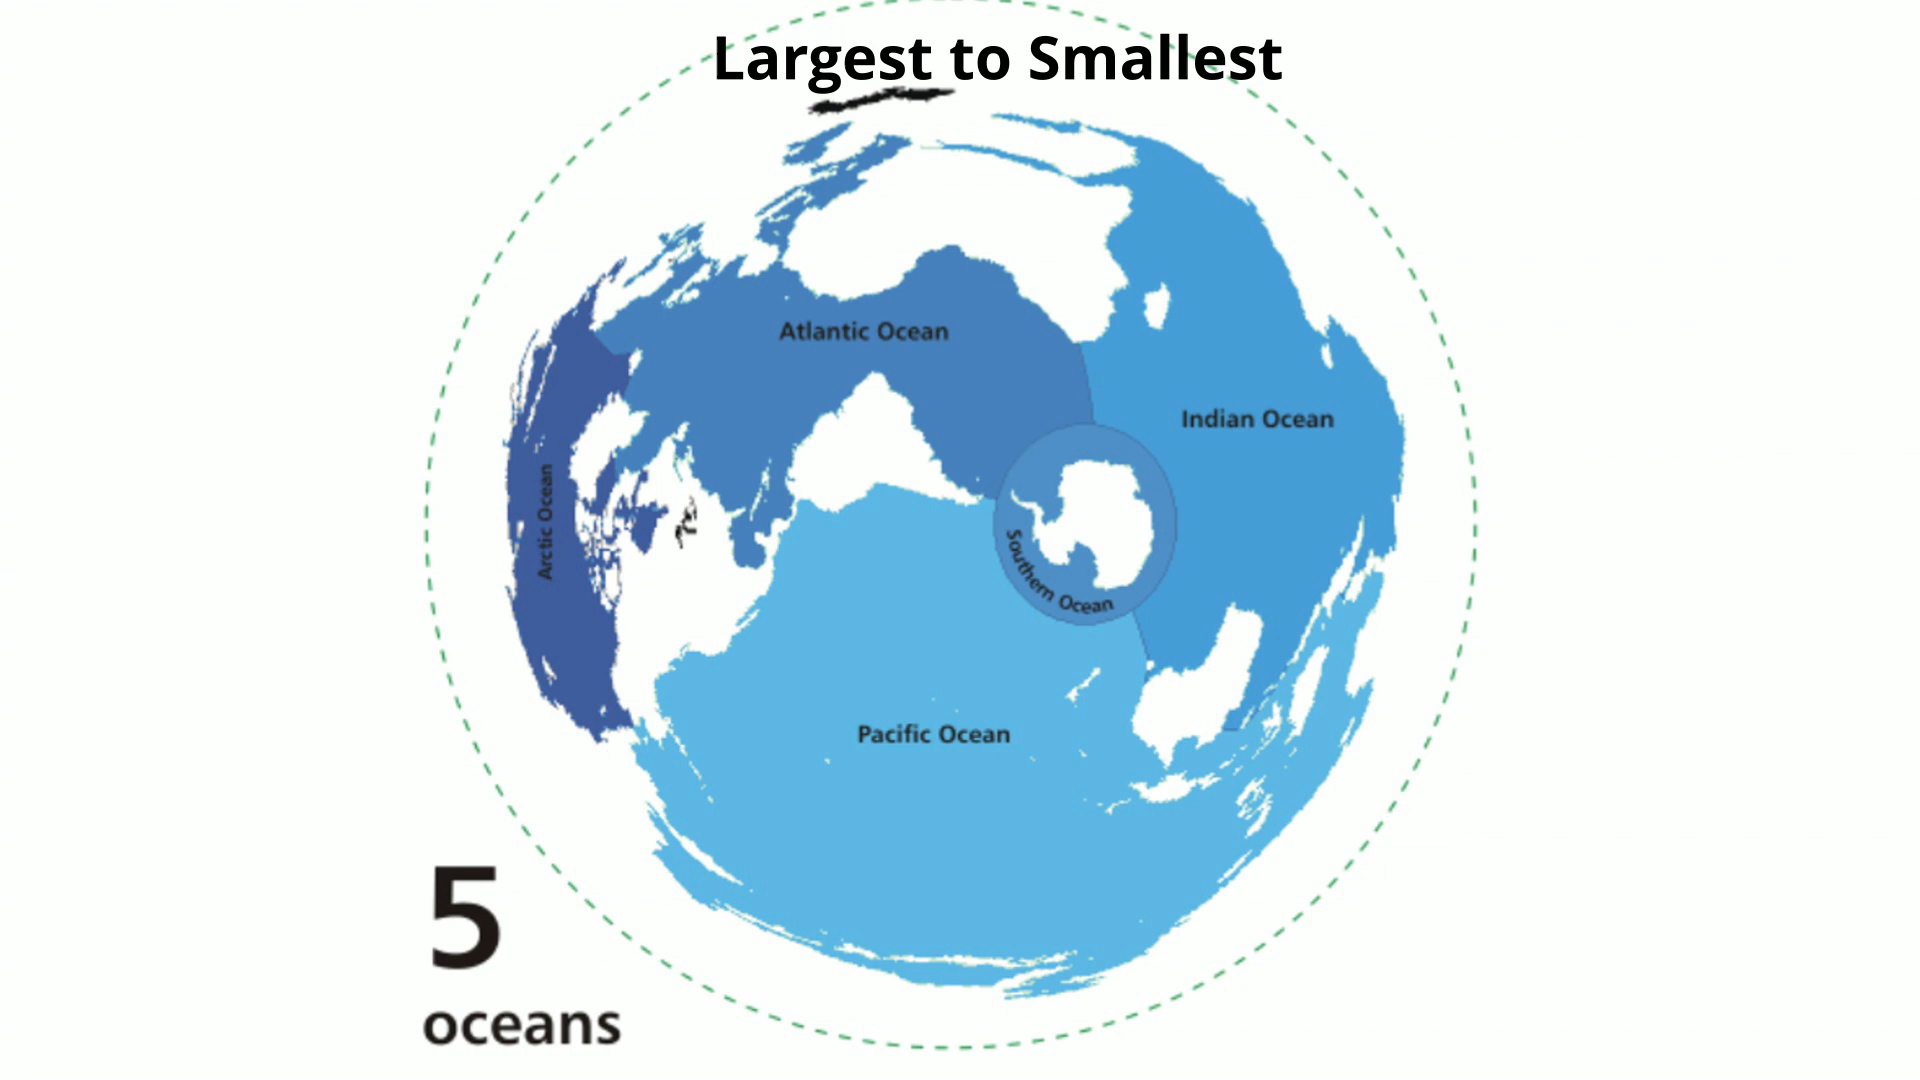 Largest to Smallest
Atlantic Ocean
Indian Ocean
Arctic Ocean
Southern Ocean
Pacific Ocean
5
oceans